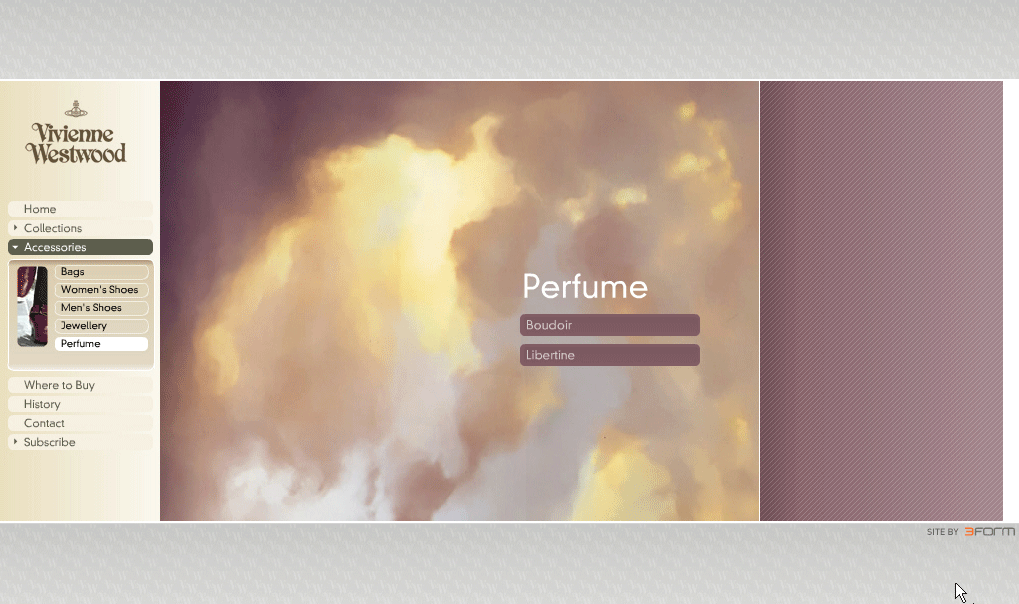 Vivienne
Westwood
Home
Collections
Accessories
Bags
Women's Shoes
Men's Shoes
Jewellery
Perfume
Where to Buy
History
Contact
Subscribe
Perfume
Boudoir
Libertine
SITE BY 3FORM